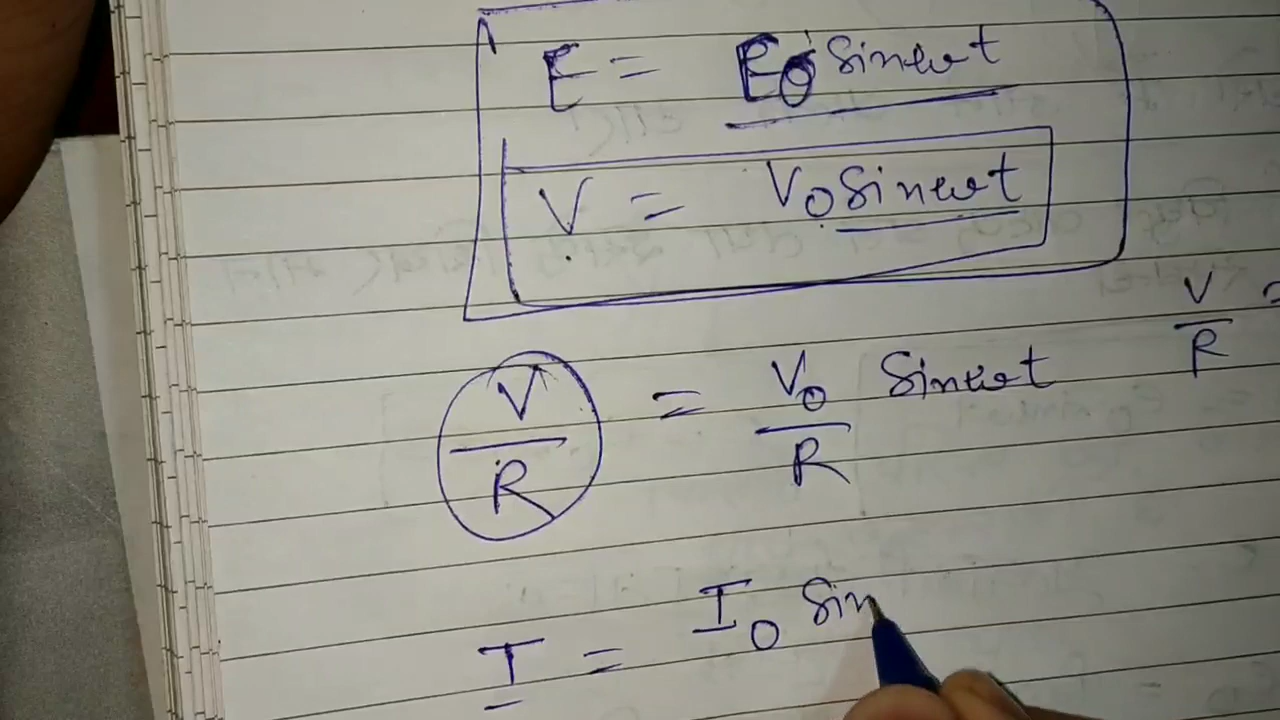 E = E₀ sinωt
V = V₀ sinωt
V/R = V₀/R sinωt
V/R =
I = I₀ sin